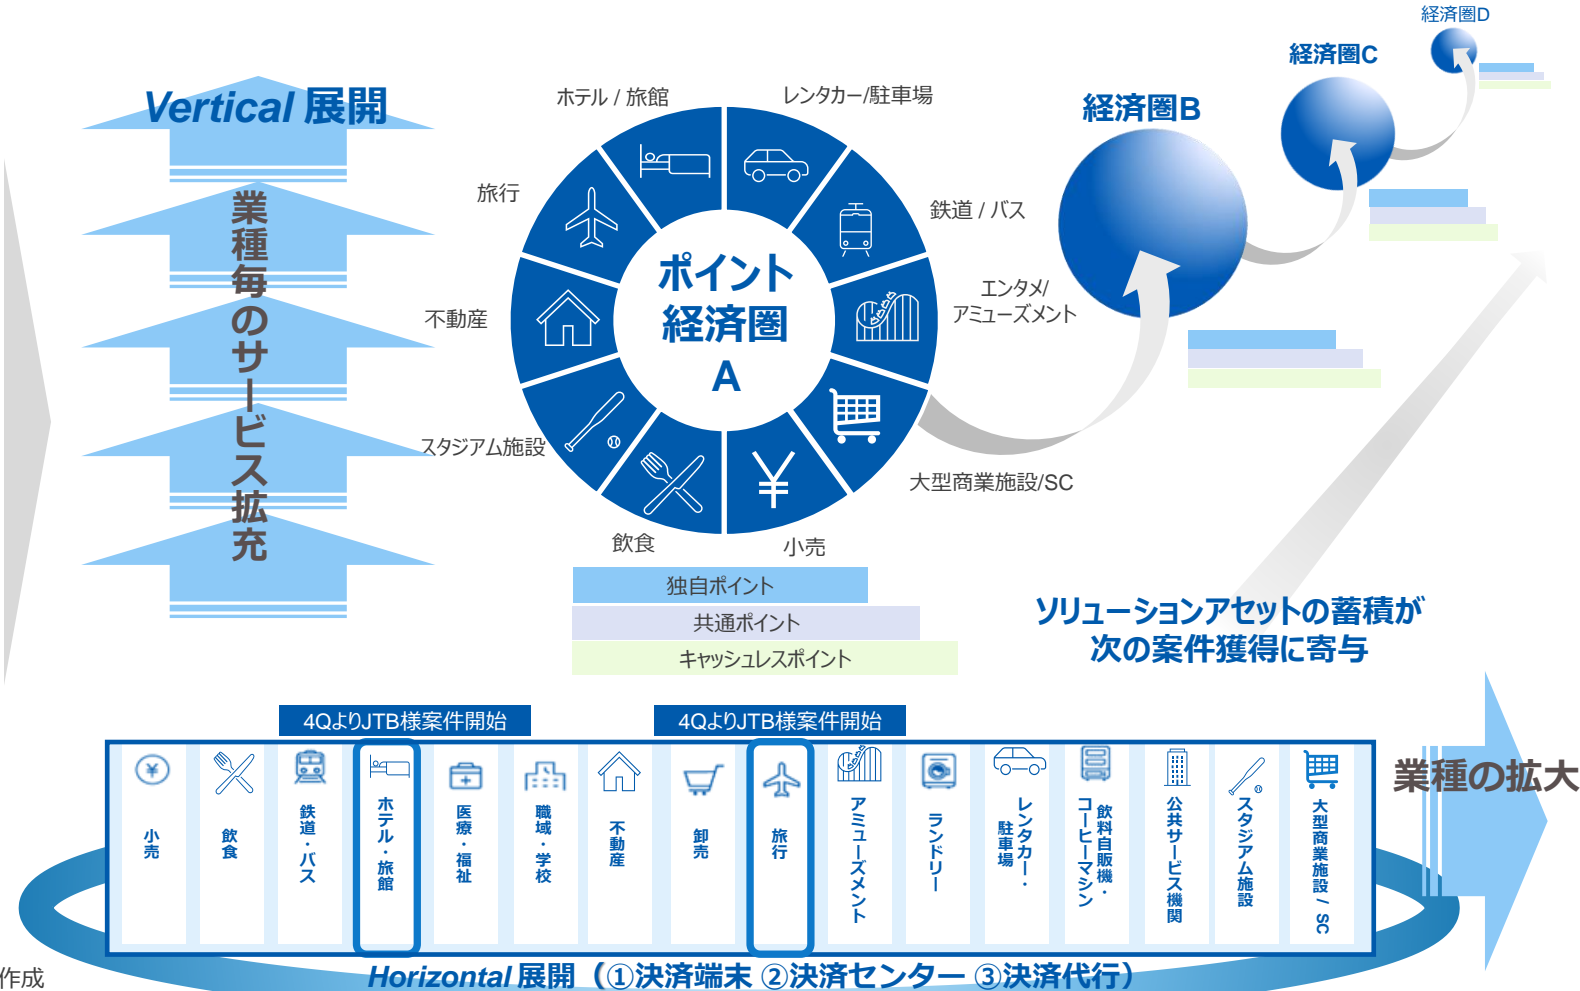 経済圏D
経済圏C
経済圏B
Vertical 展開
業種毎のサービス拡充
ホテル / 旅館
レンタカー/駐車場
旅行
鉄道 / バス
不動産
エンタメ/
アミューズメント
ポイント
経済圏
A
スタジアム施設
大型商業施設/SC
飲食
小売
独自ポイント
共通ポイント
キャッシュレスポイント
ソリューションアセットの蓄積が
次の案件獲得に寄与
4QよりJTB様案件開始
4QよりJTB様案件開始
小売
飲食
鉄道・バス
ホテル・旅館
医療・福祉
職域・学校
不動産
卸売
旅行
アミューズメント
ランドリー
レンタカー・
駐車場
飲料自販機・
コーヒーマシン
公共サービス機関
スタジアム施設
大型商業施設 / SC
業種の拡大
Horizontal 展開（①決済端末 ②決済センター ③決済代行）
作成